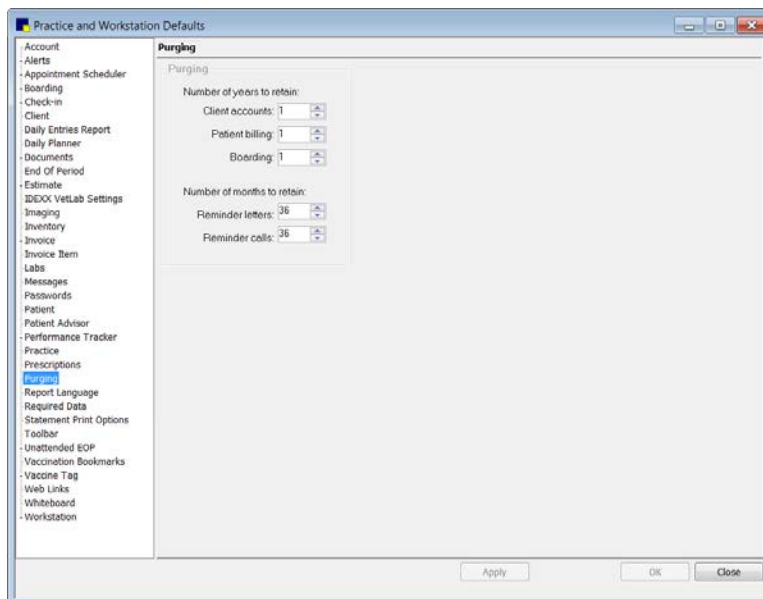 Practice and Workstation Defaults
Account
Alerts
Appointment Scheduler
Boarding
Check-in
Client
Daily Entries Report
Daily Planner
Documents
End Of Period
Estimate
IDEXX VetLab Settings
Imaging
Inventory
Invoice
Invoice Item
Labs
Messages
Passwords
Patient
Patient Advisor
Performance Tracker
Practice
Prescriptions
Purging
Report Language
Required Data
Statement Print Options
Toolbar
Unattended EOP
Vaccination Bookmarks
Vaccine Tag
Web Links
Whiteboard
Workstation
Purging
Purging
Number of years to retain:
Client accounts: 1
Patient billing: 1
Boarding: 1
Number of months to retain:
Reminder letters: 36
Reminder calls: 36
Apply OK Close